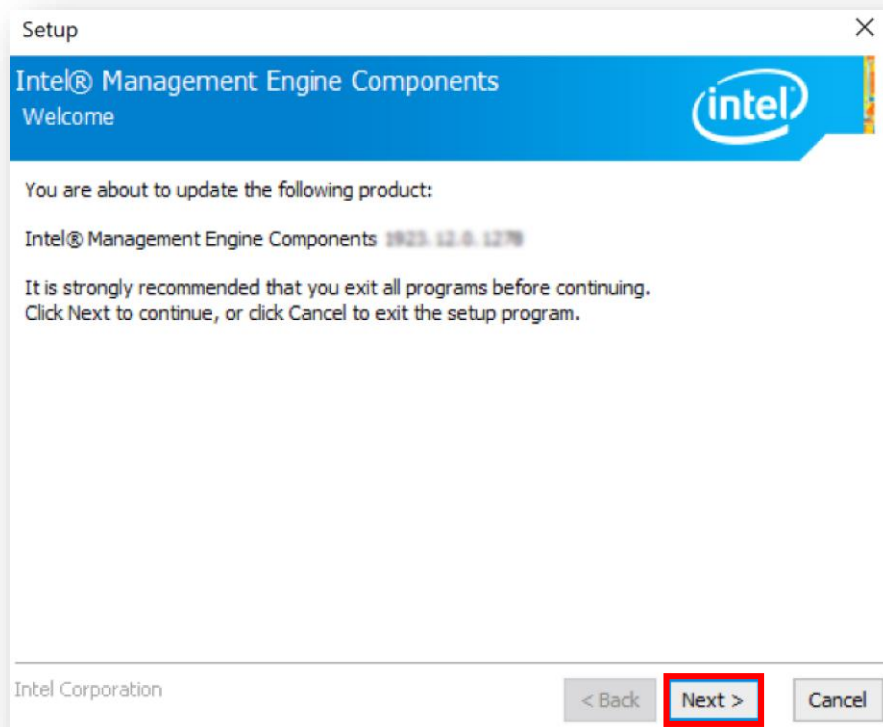 Setup
Intel® Management Engine Components
Welcome
intel
You are about to update the following product:
Intel® Management Engine Components
It is strongly recommended that you exit all programs before continuing.
Click Next to continue, or click Cancel to exit the setup program.
Intel Corporation
< Back Next > Cancel